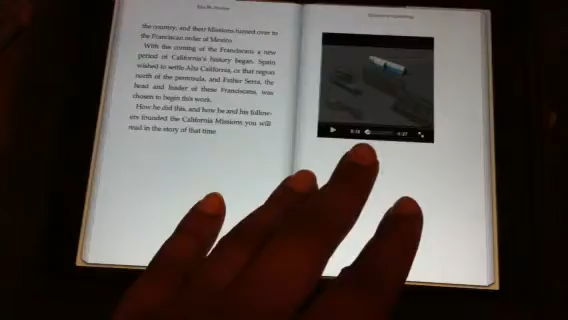 the country, and their Missions turned over to
the Franciscan order of Mexico.
With the coming of the Franciscans a new
period of California's history began. Spain
wished to settle Alta California, or that region
north of the peninsula, and Father Serra, the
head and leader of these Franciscans, was
chosen to begin this work.
How he did this, and how he and his follow-
ers founded the California Missions you will
read in the story of that time.